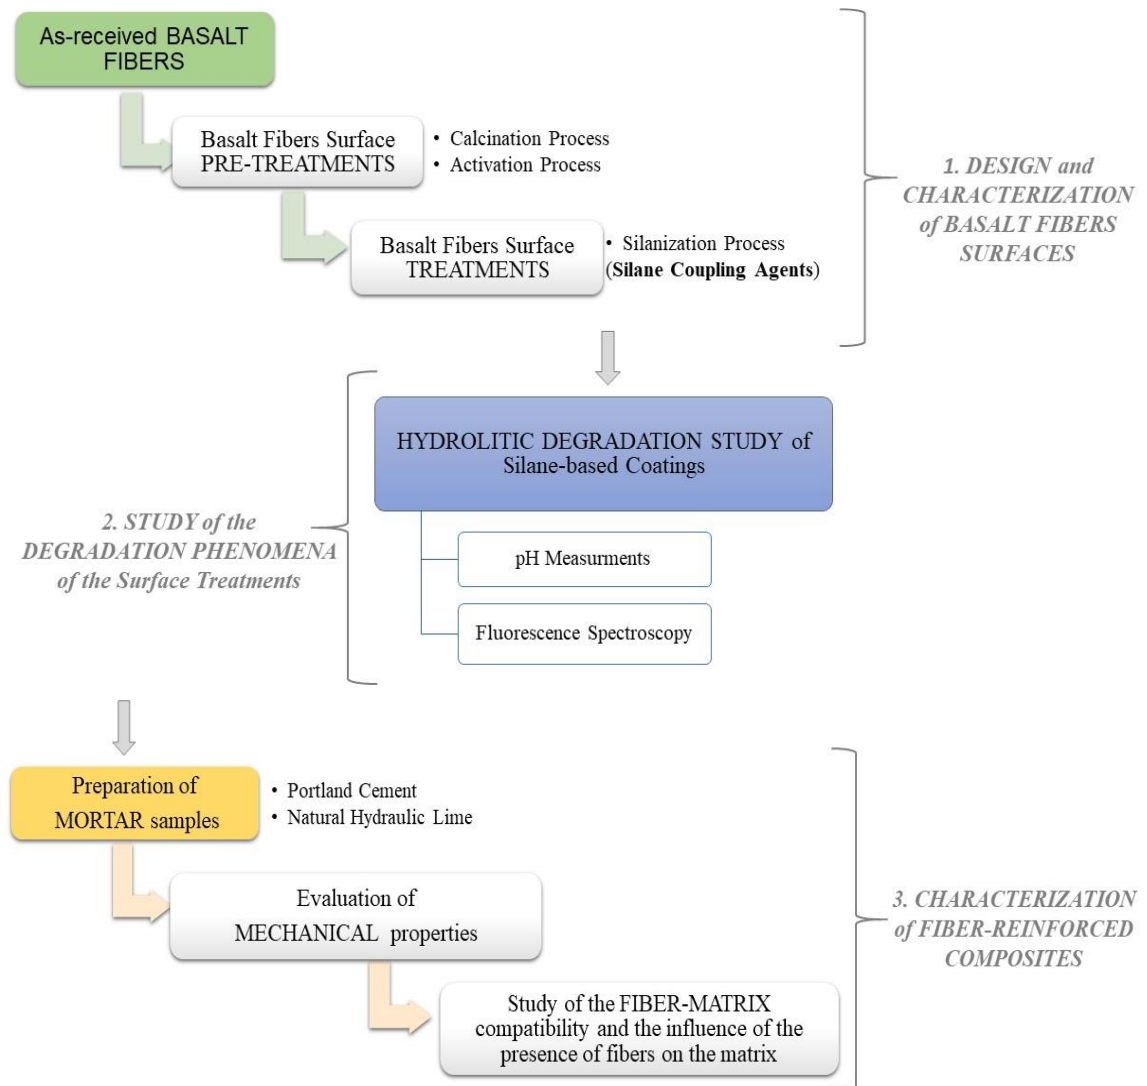 As-received BASALT
FIBERS
Basalt Fibers Surface
PRE-TREATMENTS
• Calcination Process
• Activation Process
Basalt Fibers Surface
TREATMENTS
• Silanization Process
(Silane Coupling Agents)
1. DESIGN and
CHARACTERIZATION
of BASALT FIBERS
SURFACES
HYDROLITIC DEGRADATION STUDY of
Silane-based Coatings
pH Measurments
Fluorescence Spectroscopy
2. STUDY of the
DEGRADATION PHENOMENA
of the Surface Treatments
Preparation of
MORTAR samples
• Portland Cement
• Natural Hydraulic Lime
Evaluation of
MECHANICAL properties
Study of the FIBER-MATRIX
compatibility and the influence of the
presence of fibers on the matrix
3. CHARACTERIZATION
of FIBER-REINFORCED
COMPOSITES